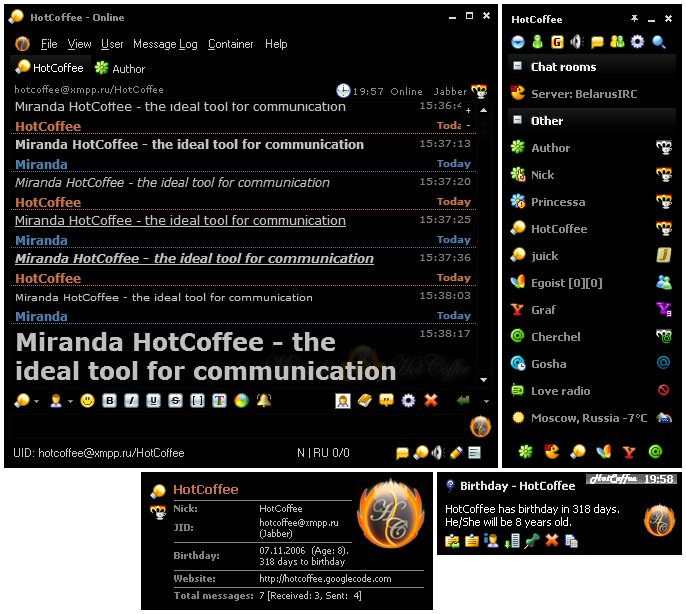 HotCoffee - Online
File View User Message Log Container Help
HotCoffee Author
hotcoffee@xmpp.ru/HotCoffee 19:57 Online Jabber
Miranda HotCoffee - the ideal tool for communication 15:36:4
HotCoffee Toda
Miranda HotCoffee - the ideal tool for communication 15:37:13
Miranda Today
Miranda HotCoffee - the ideal tool for communication 15:37:20
HotCoffee Today
Miranda HotCoffee - the ideal tool for communication 15:37:25
Miranda Today
Miranda HotCoffee - the ideal tool for communication 15:37:36
HotCoffee Today
Miranda HotCoffee - the ideal tool for communication 15:38:03
Miranda Today
Miranda HotCoffee - the 15:38:17
ideal tool for communication
UID: hotcoffee@xmpp.ru/HotCoffee N | RU 0/0
HotCoffee
Chat rooms
Server: BelarusIRC
Other
Author
Nick
Princessa
HotCoffee
juick
Egoist [0][0]
Graf
Cherchel
Gosha
Love radio
Moscow, Russia -7°C
HotCoffee
Nick: HotCoffee
JID: hotcoffee@xmpp.ru
(Jabber)
Birthday: 07.11.2006 (Age: 8).
318 days to birthday
Website: http://hotcoffee.googlecode.com
Total messages: 7 [Received: 3, Sent: 4]
HotCoffee 19:58
Birthday - HotCoffee
HotCoffee has birthday in 318 days.
He/She will be 8 years old.